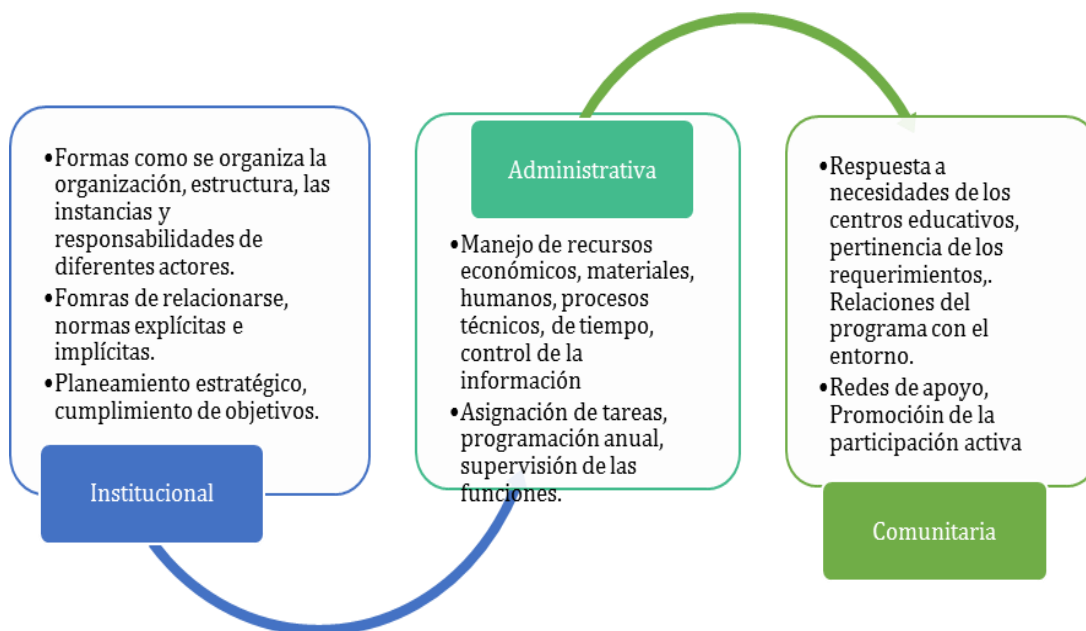 •Formas como se organiza la
organización, estructura, las
instancias y
responsabilidades de
diferentes actores.
•Fomras de relacionarse,
normas explícitas e
implícitas.
•Planeamiento estratégico,
cumplimiento de objetivos.
Institucional
Administrativa
•Manejo de recursos
económicos, materiales,
humanos, procesos
técnicos, de tiempo,
control de la
información
•Asignación de tareas,
programación anual,
supervisión de las
funciones.
•Respuesta a
necesidades de los
centros educativos,
pertinencia de los
requerimientos,.
Relaciones del
programa con el
entorno.
•Redes de apoyo,
Promocióin de la
participación activa
Comunitaria